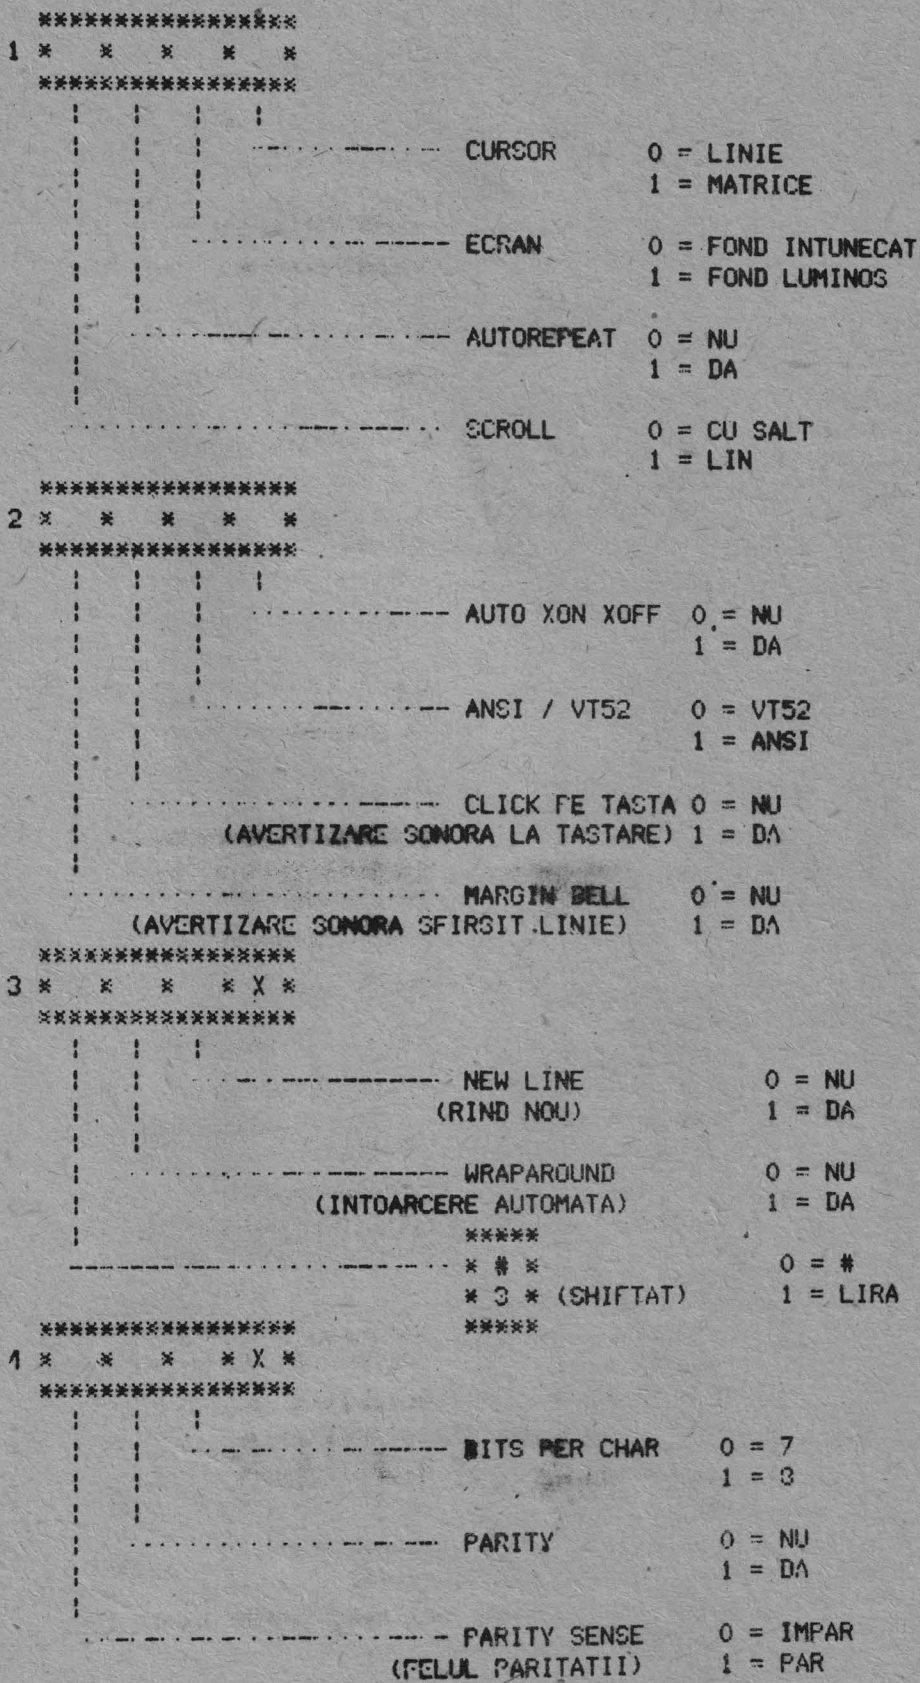 *****************
1 *   *   *   *   *
*****************
CURSOR 0 = LINIE
1 = MATRICE
ECRAN 0 = FOND INTUNECAT
1 = FOND LUMINOS
AUTOREPEAT 0 = NU
1 = DA
SCROLL 0 = CU SALT
1 = LIN
*****************
2 *   *   *   *   *
*****************
AUTO XON XOFF 0 = NU
1 = DA
ANSI / VT52 0 = VT52
1 = ANSI
CLICK PE TASTA 0 = NU
(AVERTIZARE SONORA LA TASTARE) 1 = DA
MARGIN BELL 0 = NU
(AVERTIZARE SONORA SFIRSIT LINIE) 1 = DA
*****************
3 *   *   *   * X *
*****************
NEW LINE 0 = NU
(RIND NOU) 1 = DA
WRAPAROUND 0 = NU
(INTOARCERE AUTOMATA) 1 = DA
*****
* # * 0 = #
* 3 * (SHIFTAT) 1 = LIRA
*****
*****************
4 *   *   *   * X *
*****************
BITS PER CHAR 0 = 7
1 = 8
PARITY 0 = NU
1 = DA
PARITY SENSE 0 = IMPAR
(FELUL PARITATII) 1 = PAR